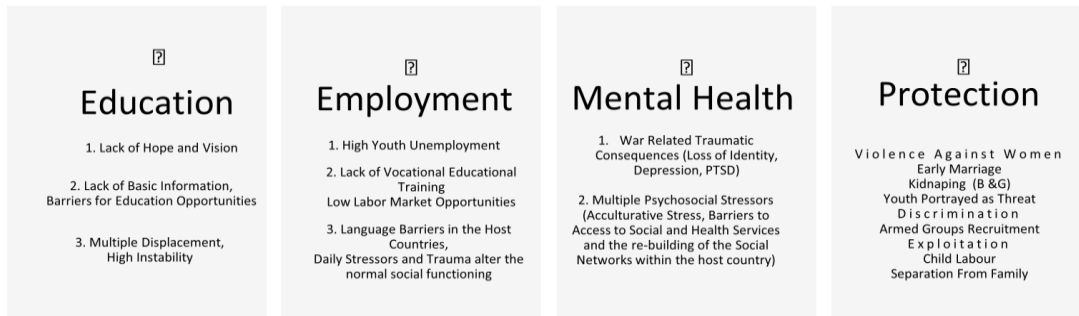 Education
1. Lack of Hope and Vision
2. Lack of Basic Information,
Barriers for Education Opportunities
3. Multiple Displacement,
High Instability
Employment
1. High Youth Unemployment
2. Lack of Vocational Educational
Training
Low Labor Market Opportunities
3. Language Barriers in the Host
Countries,
Daily Stressors and Trauma alter the
normal social functioning
Mental Health
1. War Related Traumatic
Consequences (Loss of Identity,
Depression, PTSD)
2. Multiple Psychosocial Stressors
(Acculturative Stress, Barriers to
Access to Social and Health Services
and the re-building of the Social
Networks within the host country)
Protection
Violence Against Women
Early Marriage
Kidnaping (B &G)
Youth Portrayed as Threat
Discrimination
Armed Groups Recruitment
Exploitation
Child Labour
Separation From Family